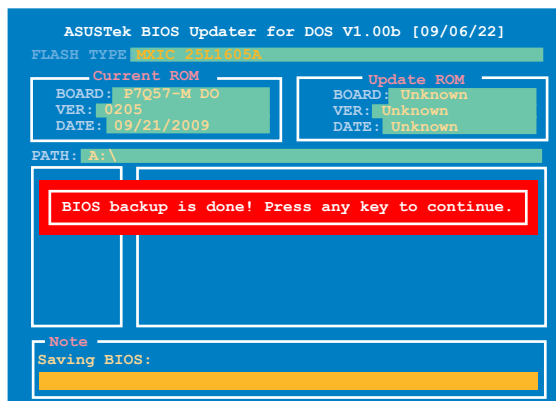 ASUSTek BIOS Updater for DOS V1.00b [09/06/22]
FLASH TYPE MXIC 25L1605A
Current ROM
BOARD: P7Q57-M DO
VER: 0205
DATE: 09/21/2009
Update ROM
BOARD: Unknown
VER: Unknown
DATE: Unknown
PATH: A:\
BIOS backup is done! Press any key to continue.
Note
Saving BIOS: